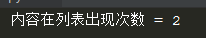 内容在列表出现次数 = 2